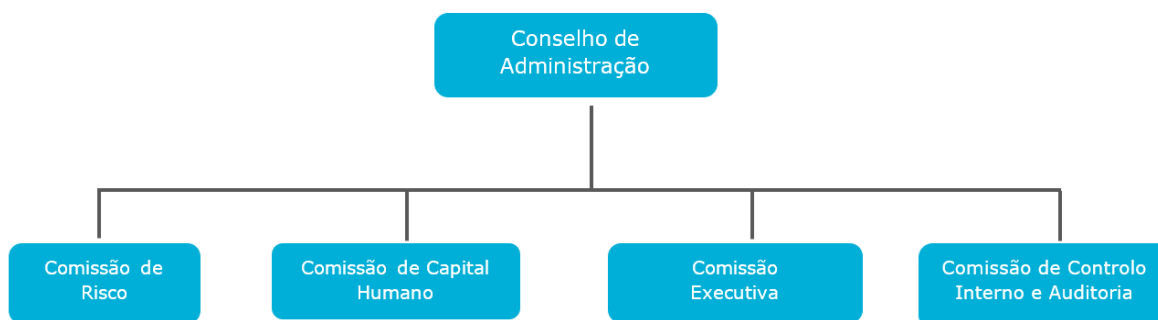 Conselho de
Administração
Comissão de
Risco
Comissão de Capital
Humano
Comissão
Executiva
Comissão de Controlo
Interno e Auditoria